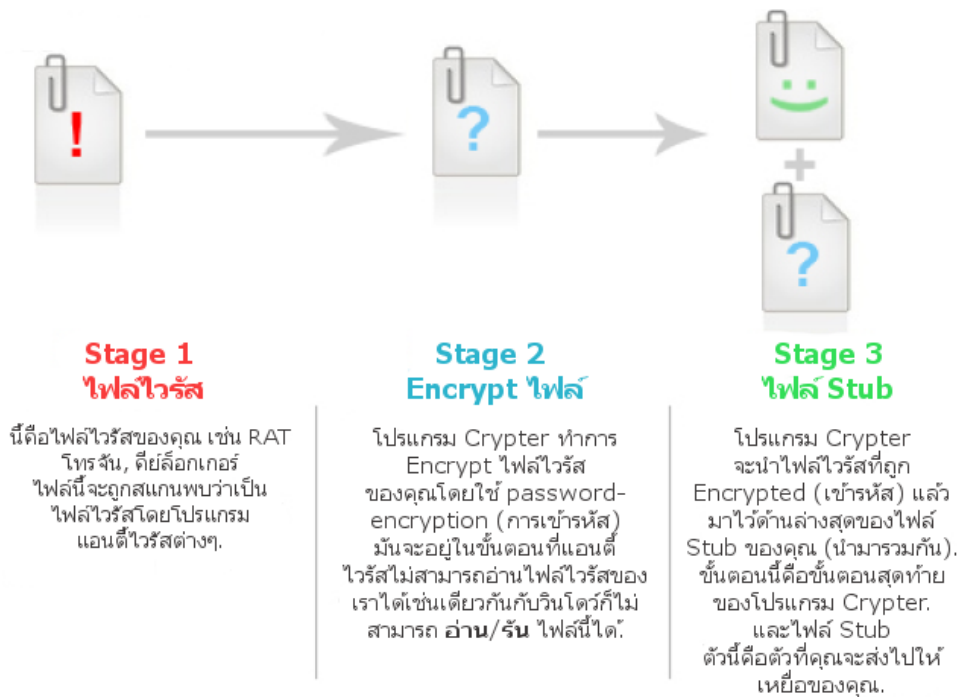 !
?
?
Stage 1
ไฟล์ไวรัส
นี้คือไฟล์ไวรัสของคุณ เช่น RAT
โทรจัน, คีย์ล็อกเกอร์
ไฟล์นี้จะถูกสแกนพบว่าเป็น
ไฟล์ไวรัสโดยโปรแกรม
แอนตี้ไวรัสต่างๆ.
Stage 2
Encrypt ไฟล์
โปรแกรม Crypter ทำการ
Encrypt ไฟล์ไวรัส
ของคุณโดยใช้ password-
encryption (การเข้ารหัส)
มันจะอยู่ในขั้นตอนที่แอนตี้
ไวรัสไม่สามารถอ่านไฟล์ไวรัสของ
เราได้เช่นเดียวกันกับวินโดว์ก็ไม่
สามารถ อ่าน/รัน ไฟล์นี้ได้.
Stage 3
ไฟล์ Stub
โปรแกรม Crypter
จะนำไฟล์ไวรัสที่ถูก
Encrypted (เข้ารหัส) แล้ว
มาไว้ด้านล่างสุดของไฟล์
Stub ของคุณ (นำมารวมกัน).
ขั้นตอนนี้คือขั้นตอนสุดท้าย
ของโปรแกรม Crypter.
และไฟล์ Stub
ตัวนี้คือตัวที่คุณจะส่งไปให้
เหยื่อของคุณ.